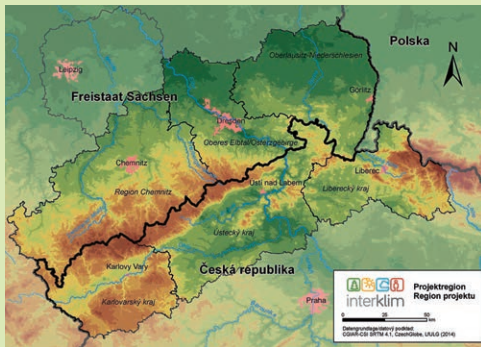 Polska
N
Oberlausitz-Niederschlesien
Leipzig
Freistaat Sachsen
Görlitz
Dresden
Oberes Elbtal/Osterzgebirge
Chemnitz
Region Chemnitz
Liberec
Ústí nad Labem
Liberecký kraj
Ústecký kraj
Karlovy Vary
Česká republika
Karlovarský kraj
Praha
interklim
Projektregion
Region projektu
0 25 50
km
Datengrundlage/datový podklad:
CGIAR-CSI SRTM 4.1, CzechGlobe, LfULG (2014)